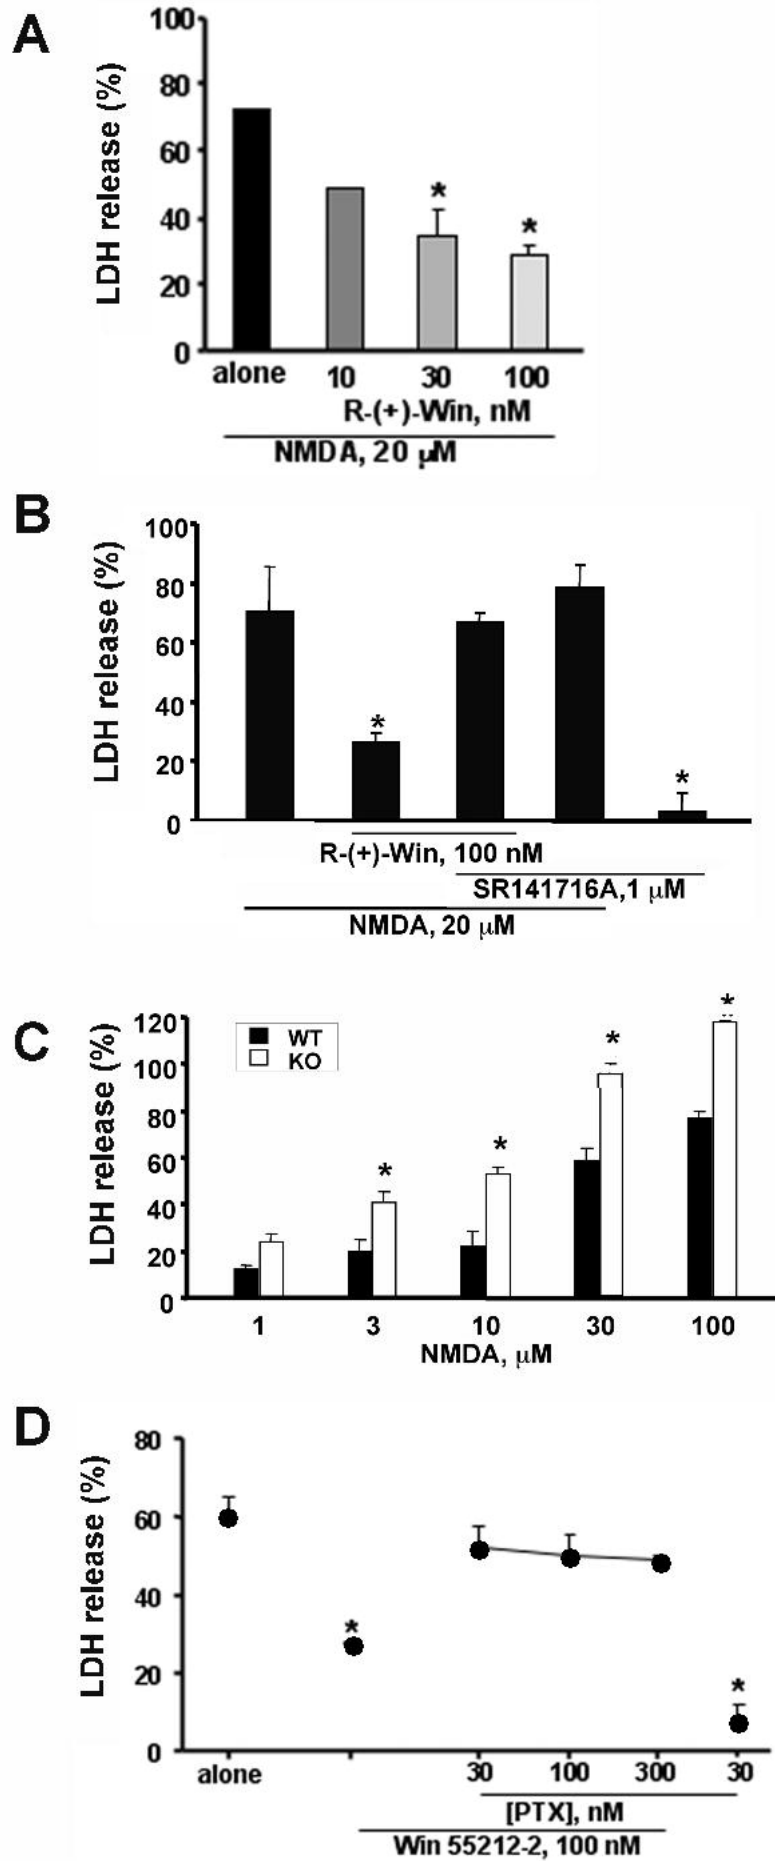 A
LDH release (%)
100
80
60
40
20
0
*
*
alone 10 30 100
R-(+)-Win, nM
NMDA, 20 μM
B
LDH release (%)
100
80
60
40
20
0
*
*
R-(+)-Win, 100 nM
SR141716A,1 μM
NMDA, 20 μM
C
LDH release (%)
120
100
80
60
40
20
0
WT
KO
*
*
*
*
1 3 10 30 100
NMDA, μM
D
LDH release (%)
80
60
40
20
0
*
*
alone 30 100 300 30
[PTX], nM
Win 55212-2, 100 nM